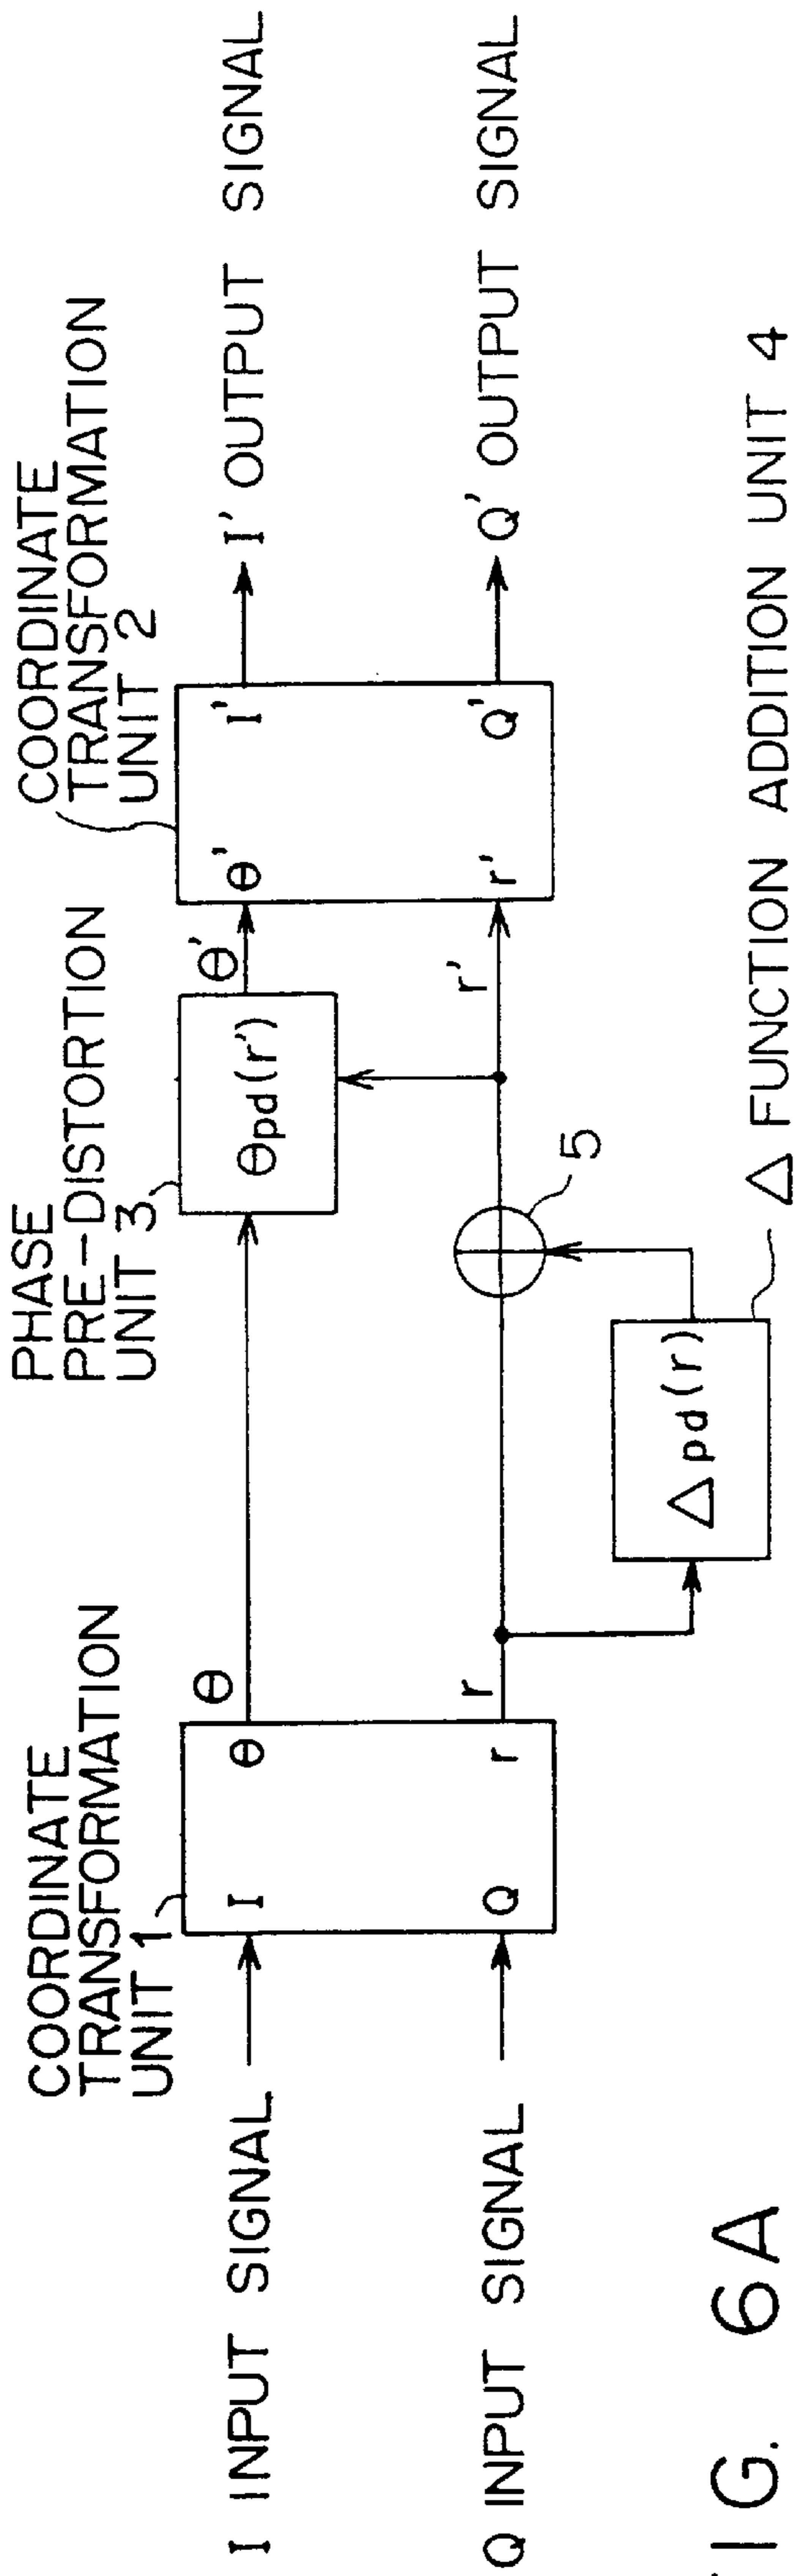 COORDINATE
TRANSFORMATION
UNIT 1
PHASE
PRE-DISTORTION
UNIT 3
COORDINATE
TRANSFORMATION
UNIT 2
I INPUT SIGNAL
I
θ
θ
θpd(r')
θ'
θ'
I'
I' OUTPUT SIGNAL
Q INPUT SIGNAL
Q
r
r
5
r'
r'
Q'
Q' OUTPUT SIGNAL
Δpd(r)
Δ FUNCTION ADDITION UNIT 4
IG. 6A